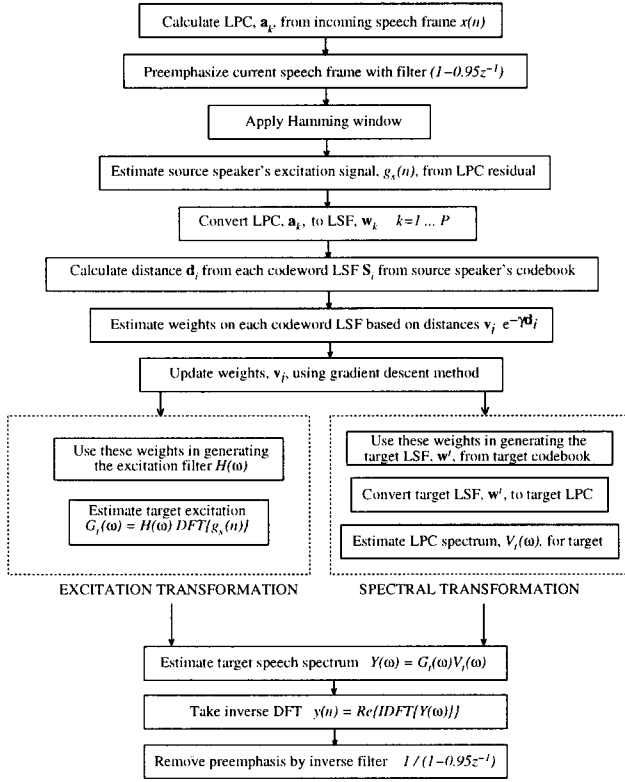 Calculate LPC, a_k, from incoming speech frame x(n)
Preemphasize current speech frame with filter (1−0.95z⁻¹)
Apply Hamming window
Estimate source speaker's excitation signal, g_s(n), from LPC residual
Convert LPC, a_k, to LSF, w_k k=1 ... P
Calculate distance d_i from each codeword LSF S_i from source speaker's codebook
Estimate weights on each codeword LSF based on distances v_i e^{−γd_i}
Update weights, v_i, using gradient descent method
Use these weights in generating
the excitation filter H(ω)
Estimate target excitation
G_t(ω) = H(ω) DFT{g_s(n)}
EXCITATION TRANSFORMATION
Use these weights in generating the
target LSF, w^t, from target codebook
Convert target LSF, w^t, to target LPC
Estimate LPC spectrum, V_t(ω), for target
SPECTRAL TRANSFORMATION
Estimate target speech spectrum Y(ω) = G_t(ω)V_t(ω)
Take inverse DFT y(n) = Re{IDFT{Y(ω)}}
Remove preemphasis by inverse filter 1 / (1−0.95z⁻¹)